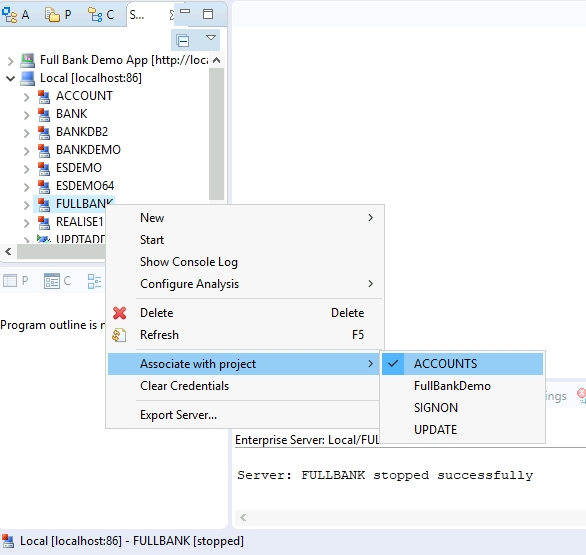 A P C S...
Full Bank Demo App [http://loca
Local [localhost:86]
ACCOUNT
BANK
BANKDB2
BANKDEMO
ESDEMO
ESDEMO64
FULLBANK
REALISE1
UPDTADD
New
Start
Show Console Log
Configure Analysis
Delete Delete
Refresh F5
Associate with project
Clear Credentials
Export Server...
ACCOUNTS
FullBankDemo
SIGNON
UPDATE
P C
Program outline is n
ngs
Enterprise Server: Local/FUL
Server: FULLBANK stopped successfully
Local [localhost:86] - FULLBANK [stopped]